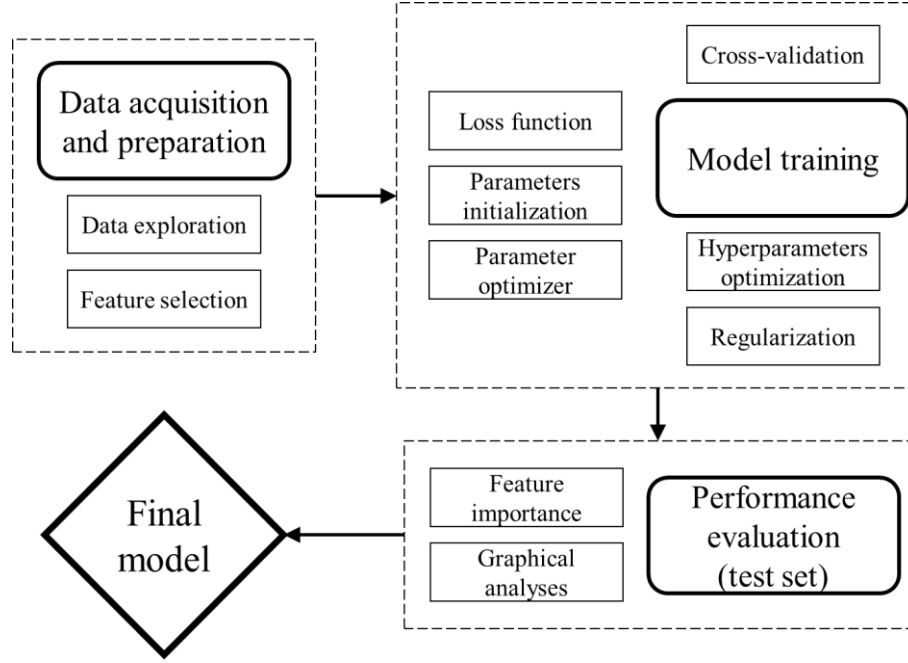 Data acquisition
and preparation
Data exploration
Feature selection
Cross-validation
Loss function
Parameters
initialization
Parameter
optimizer
Model training
Hyperparameters
optimization
Regularization
Feature
importance
Graphical
analyses
Performance
evaluation
(test set)
Final
model